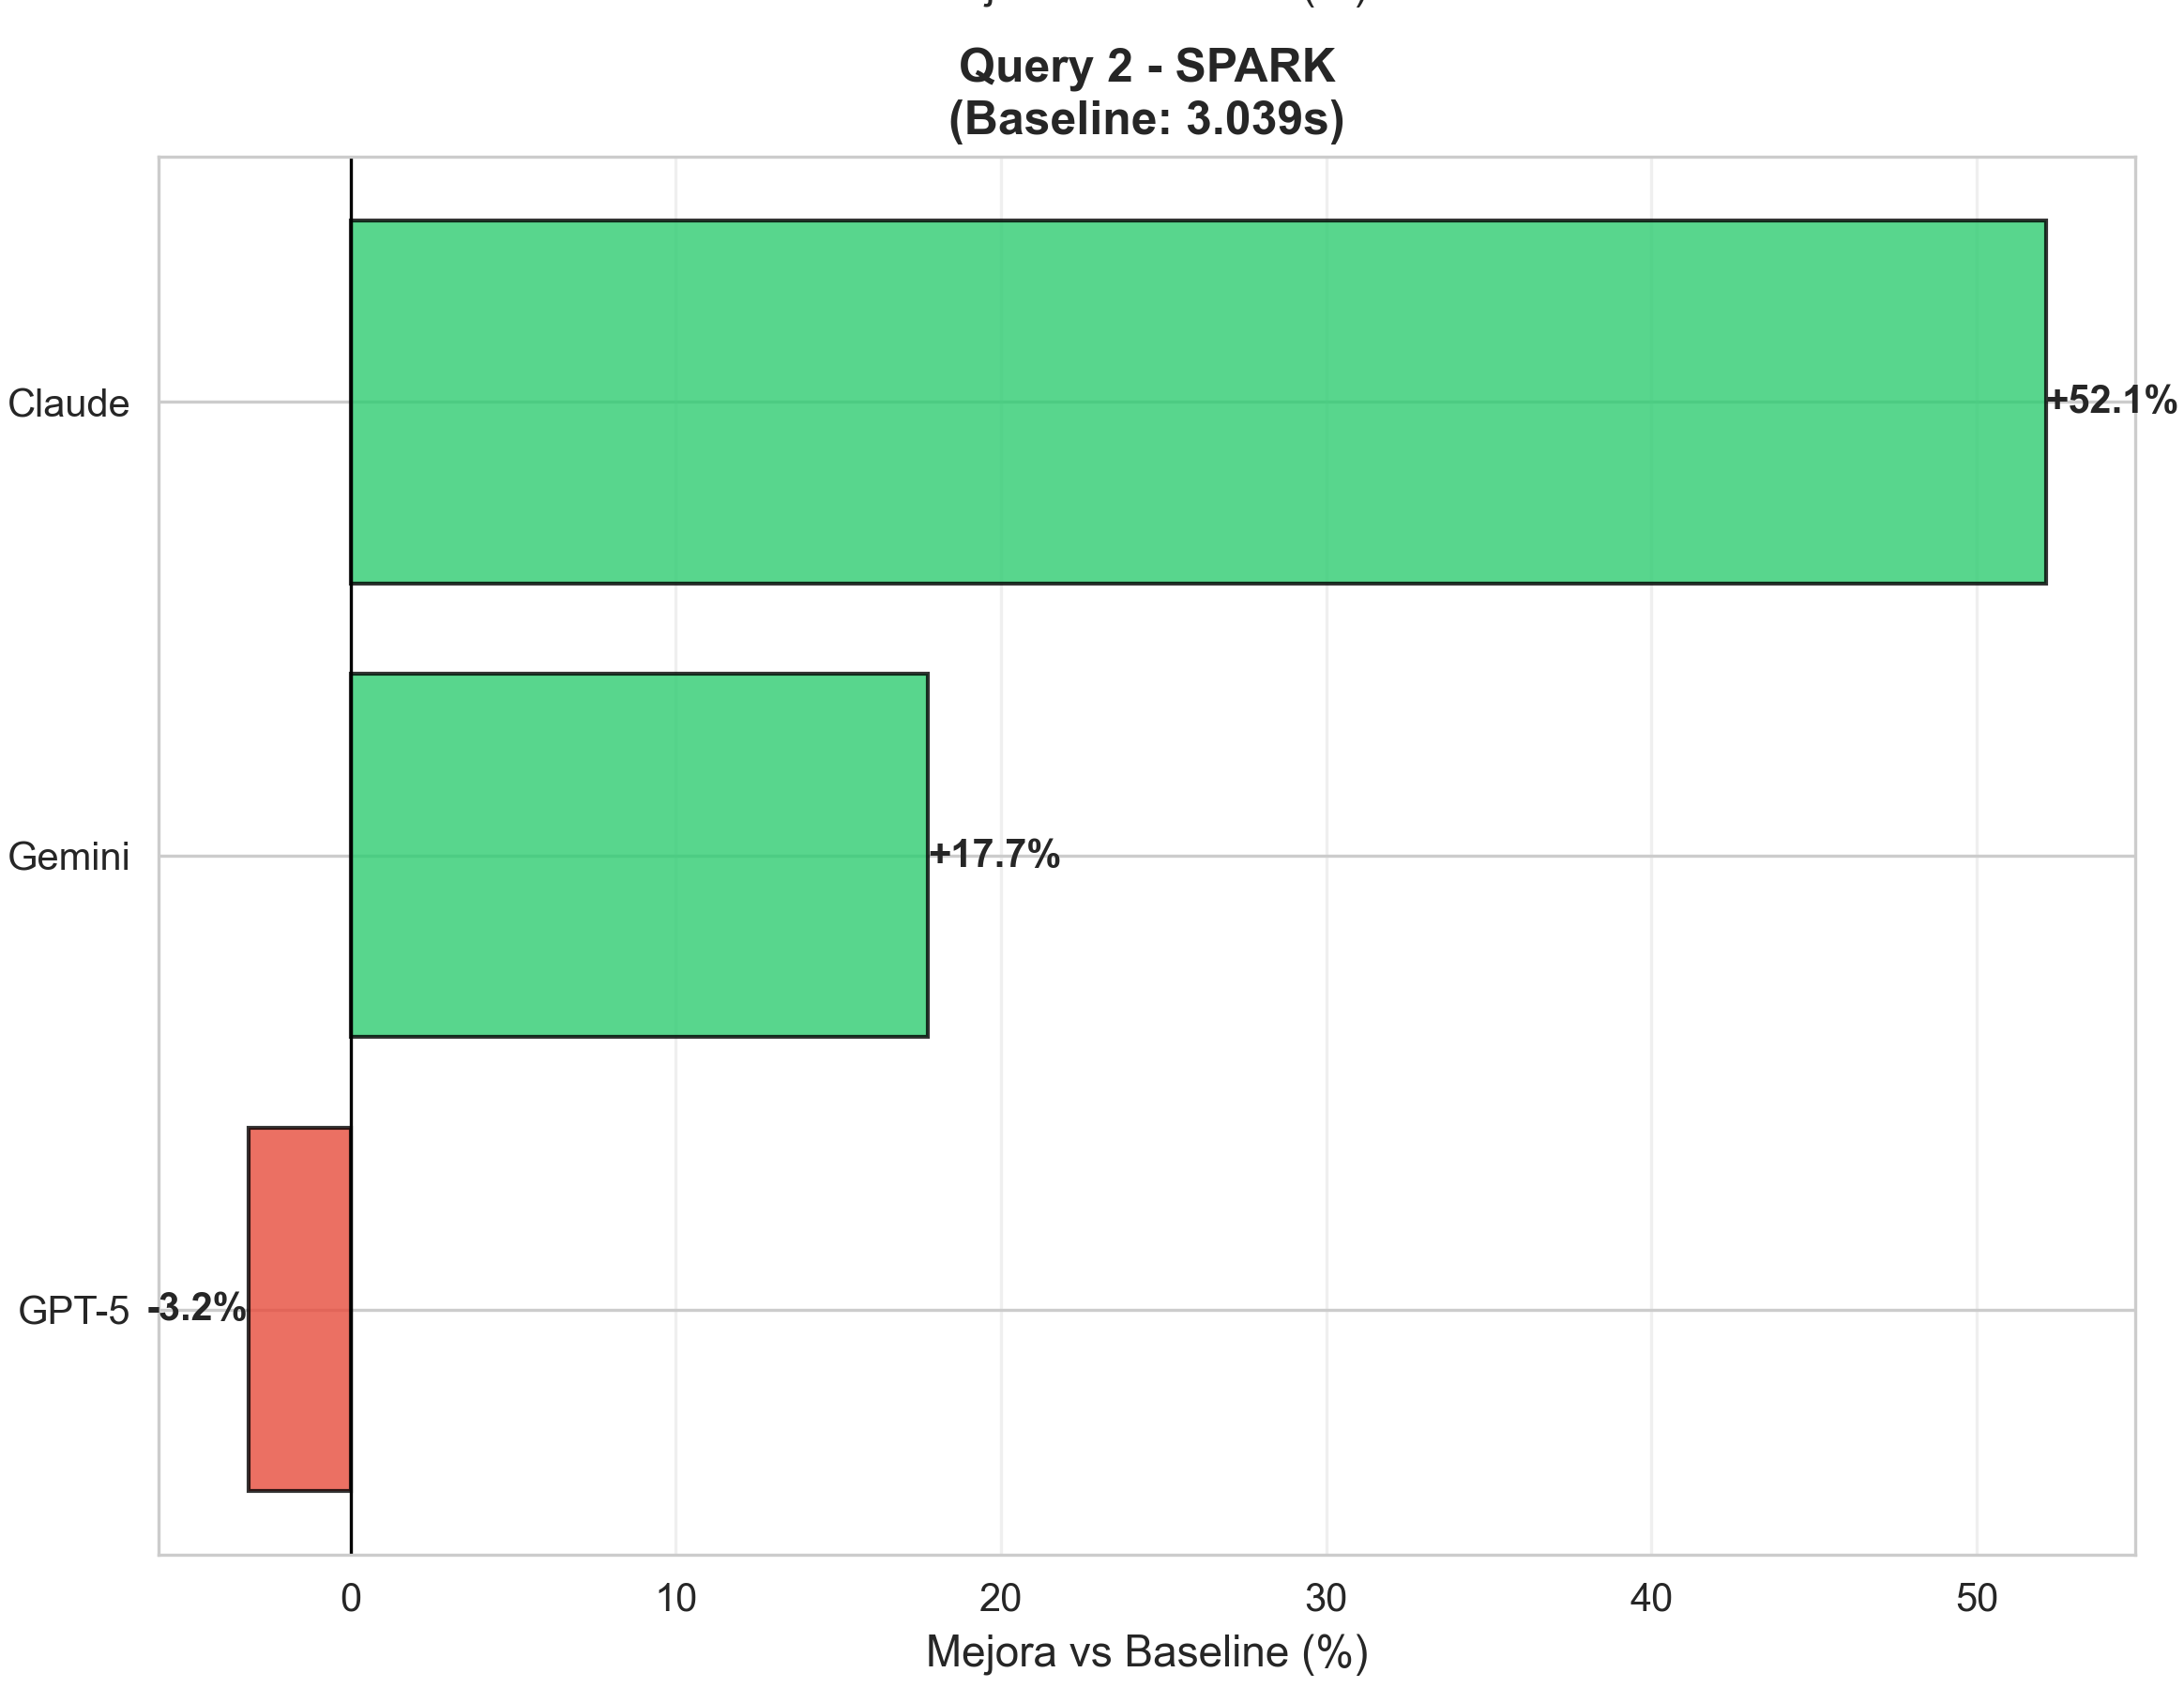 Query 2 - SPARK
(Baseline: 3.039s)
Claude
+52.1%
Gemini
+17.7%
GPT-5
-3.2%
0 10 20 30 40 50
Mejora vs Baseline (%)